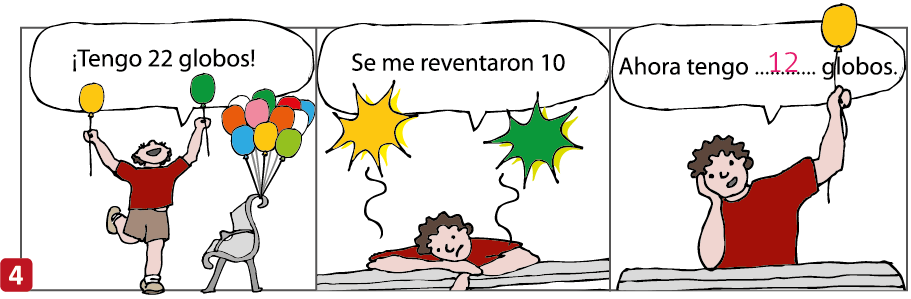 ¡Tengo 22 globos!
Se me reventaron 10
Ahora tengo ....12.... globos.
4